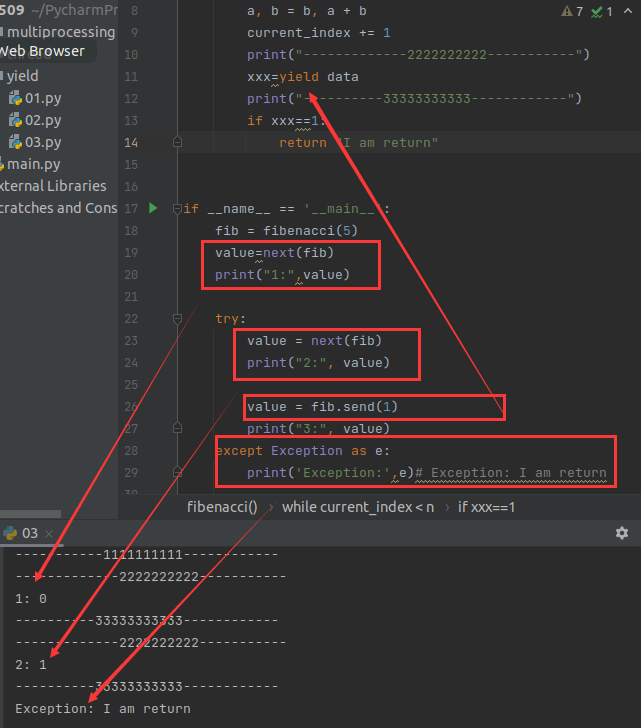 509 ~/PycharmPr
multiprocessing
Web Browser
yield
01.py
02.py
03.py
main.py
xternal Libraries
cratches and Cons
7 1
8 a, b = b, a + b
9 current_index += 1
10 print("-------------2222222222-----------")
11 xxx=yield data
12 print("----------33333333333------------")
13 if xxx==1:
14 return "I am return"
15
16
17 if __name__ == '__main__':
18 fib = fibenacci(5)
19 value=next(fib)
20 print("1:",value)
21
22 try:
23 value = next(fib)
24 print("2:", value)
25
26 value = fib.send(1)
27 print("3:", value)
28 except Exception as e:
29 print('Exception:',e)# Exception: I am return
30
fibenacci() › while current_index < n › if xxx==1
03 ×
-----------1111111111------------
-------------2222222222-----------
1: 0
----------33333333333------------
-------------2222222222-----------
2: 1
----------33333333333------------
Exception: I am return